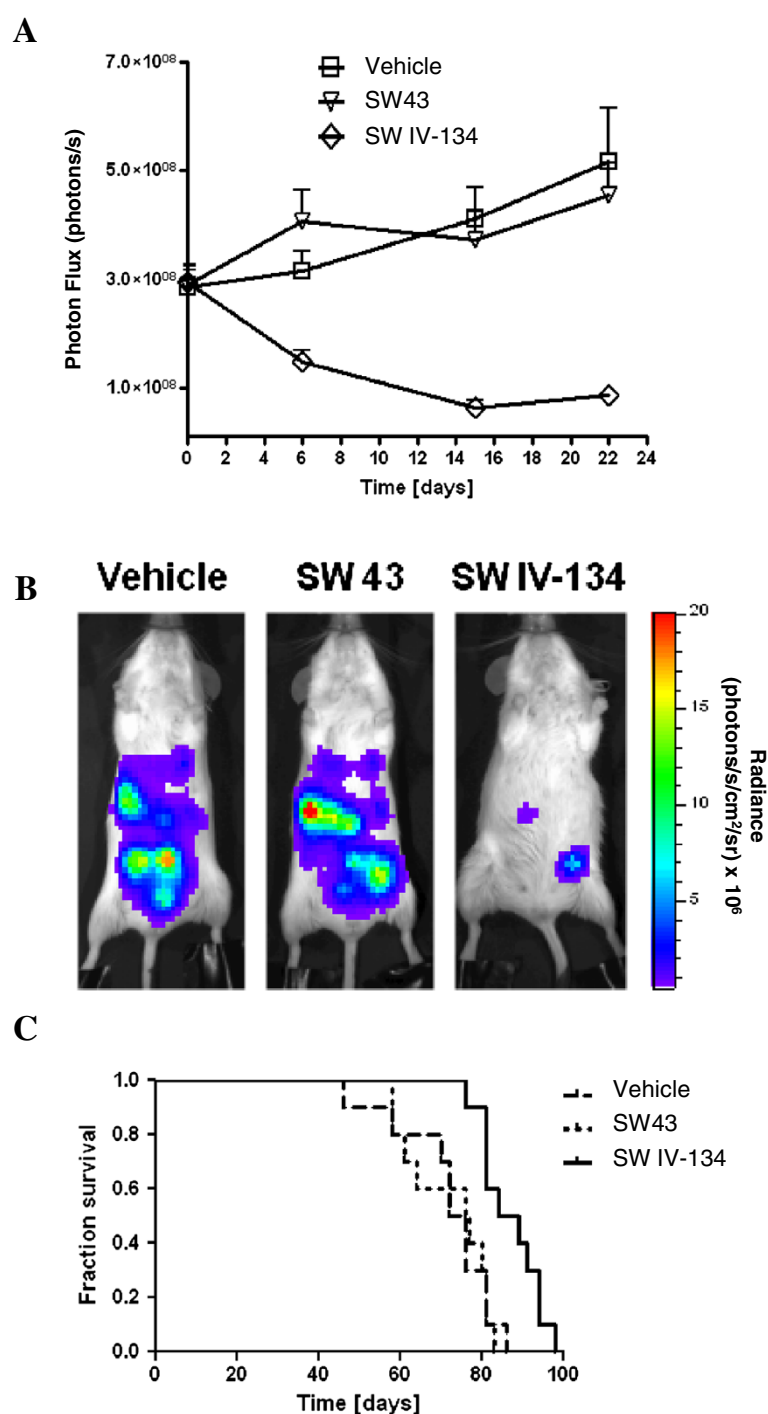 A
Vehicle
SW43
SW IV-134
7.0×10⁰⁸
5.0×10⁰⁸
3.0×10⁰⁸
1.0×10⁰⁸
Photon Flux (photons/s)
0 2 4 6 8 10 12 14 16 18 20 22 24
Time [days]
B
Vehicle SW 43 SW IV-134
20
15
10
5
Radiance
(photons/s/cm²/sr) x 10⁶
C
Vehicle
SW43
SW IV-134
1.0
0.8
0.6
0.4
0.2
0.0
Fraction survival
0 20 40 60 80 100
Time [days]